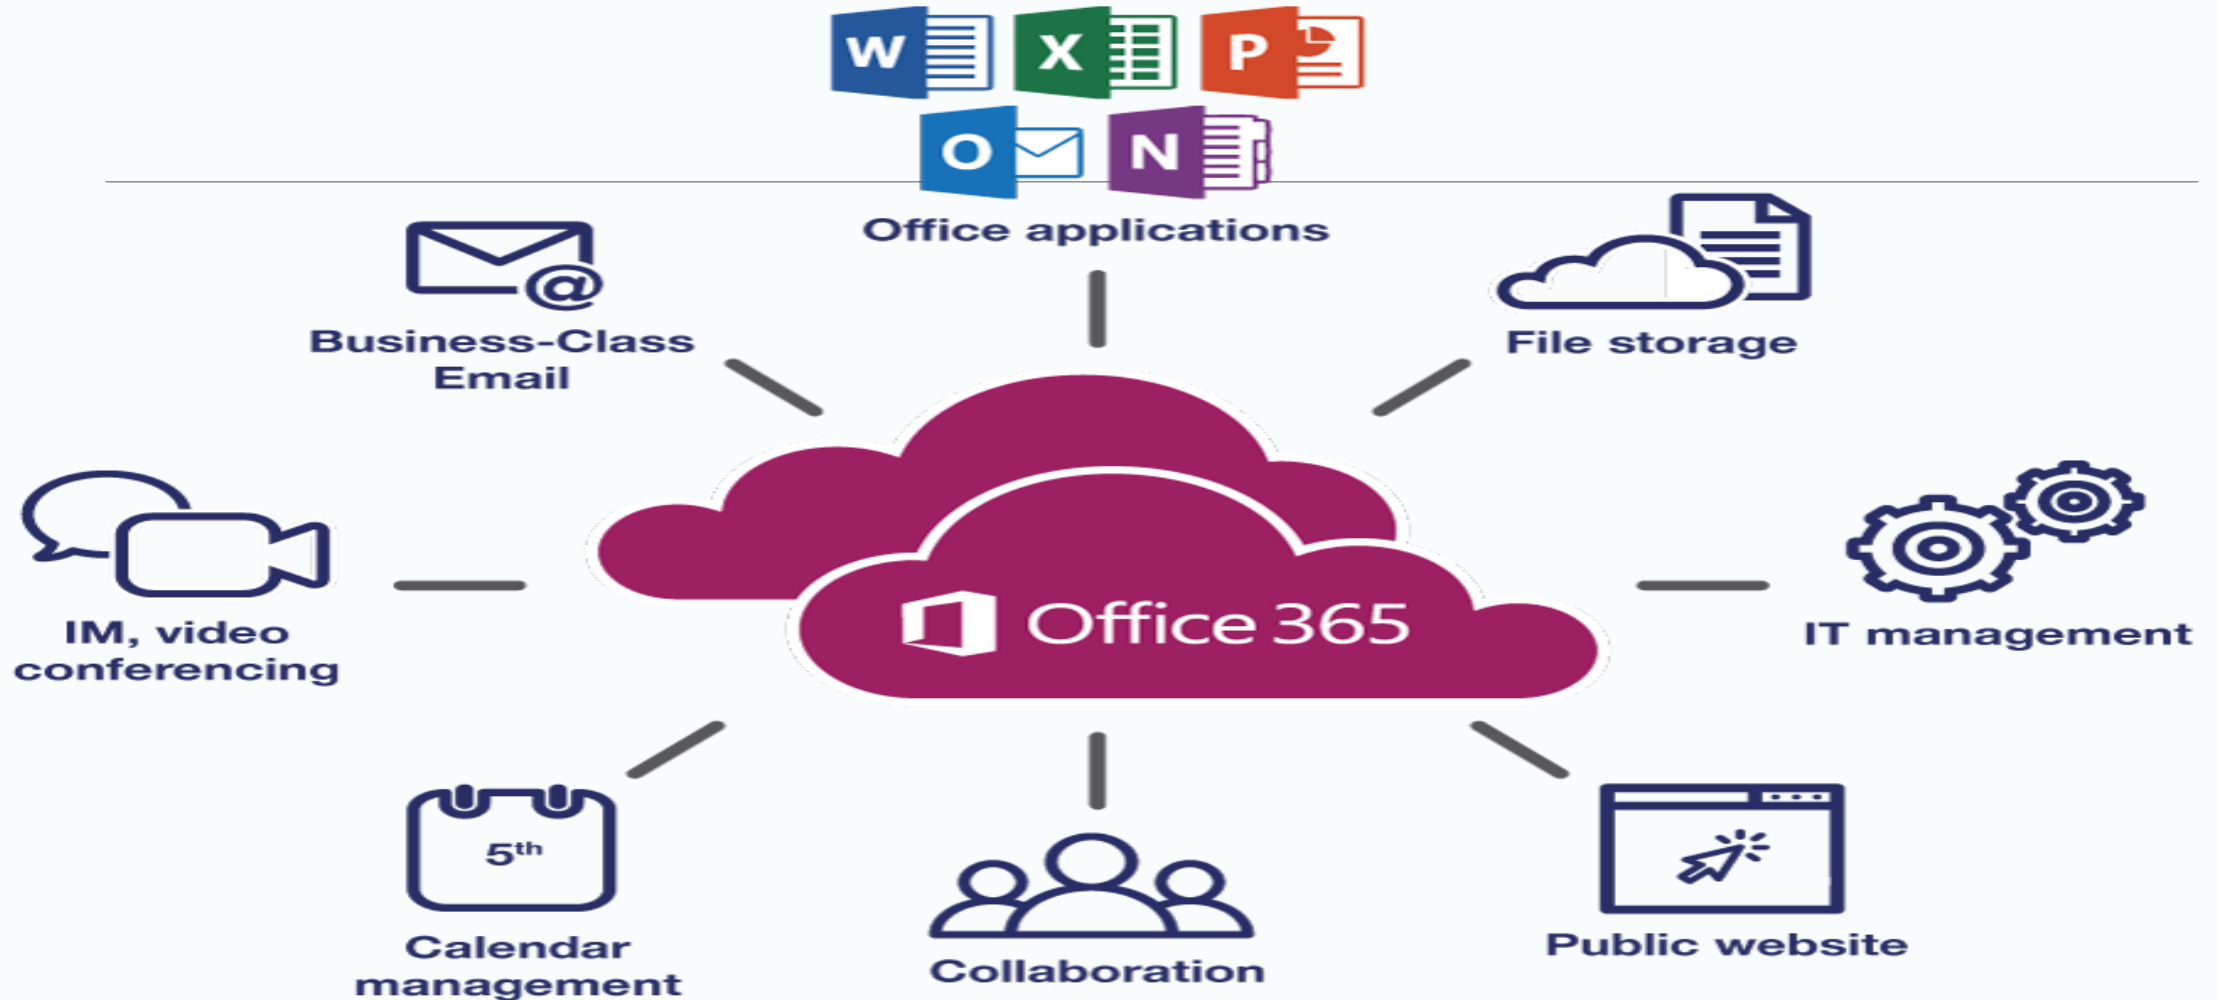 W X P
O N
Office applications
Business-Class
Email
File storage
IM, video
conferencing
Office 365
IT management
5th
Calendar
management
Collaboration
Public website